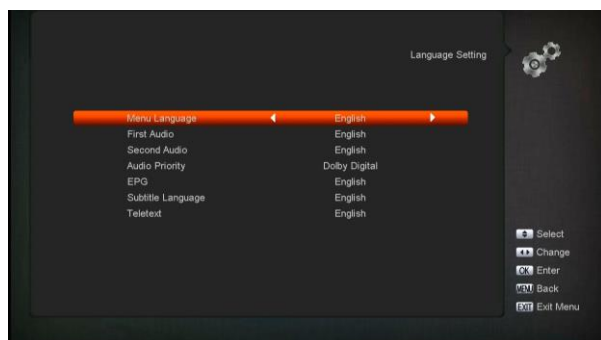 Language Setting
Menu Language English
First Audio English
Second Audio English
Audio Priority Dolby Digital
EPG English
Subtitle Language English
Teletext English
Select
Change
OK Enter
MENU Back
EXIT Exit Menu